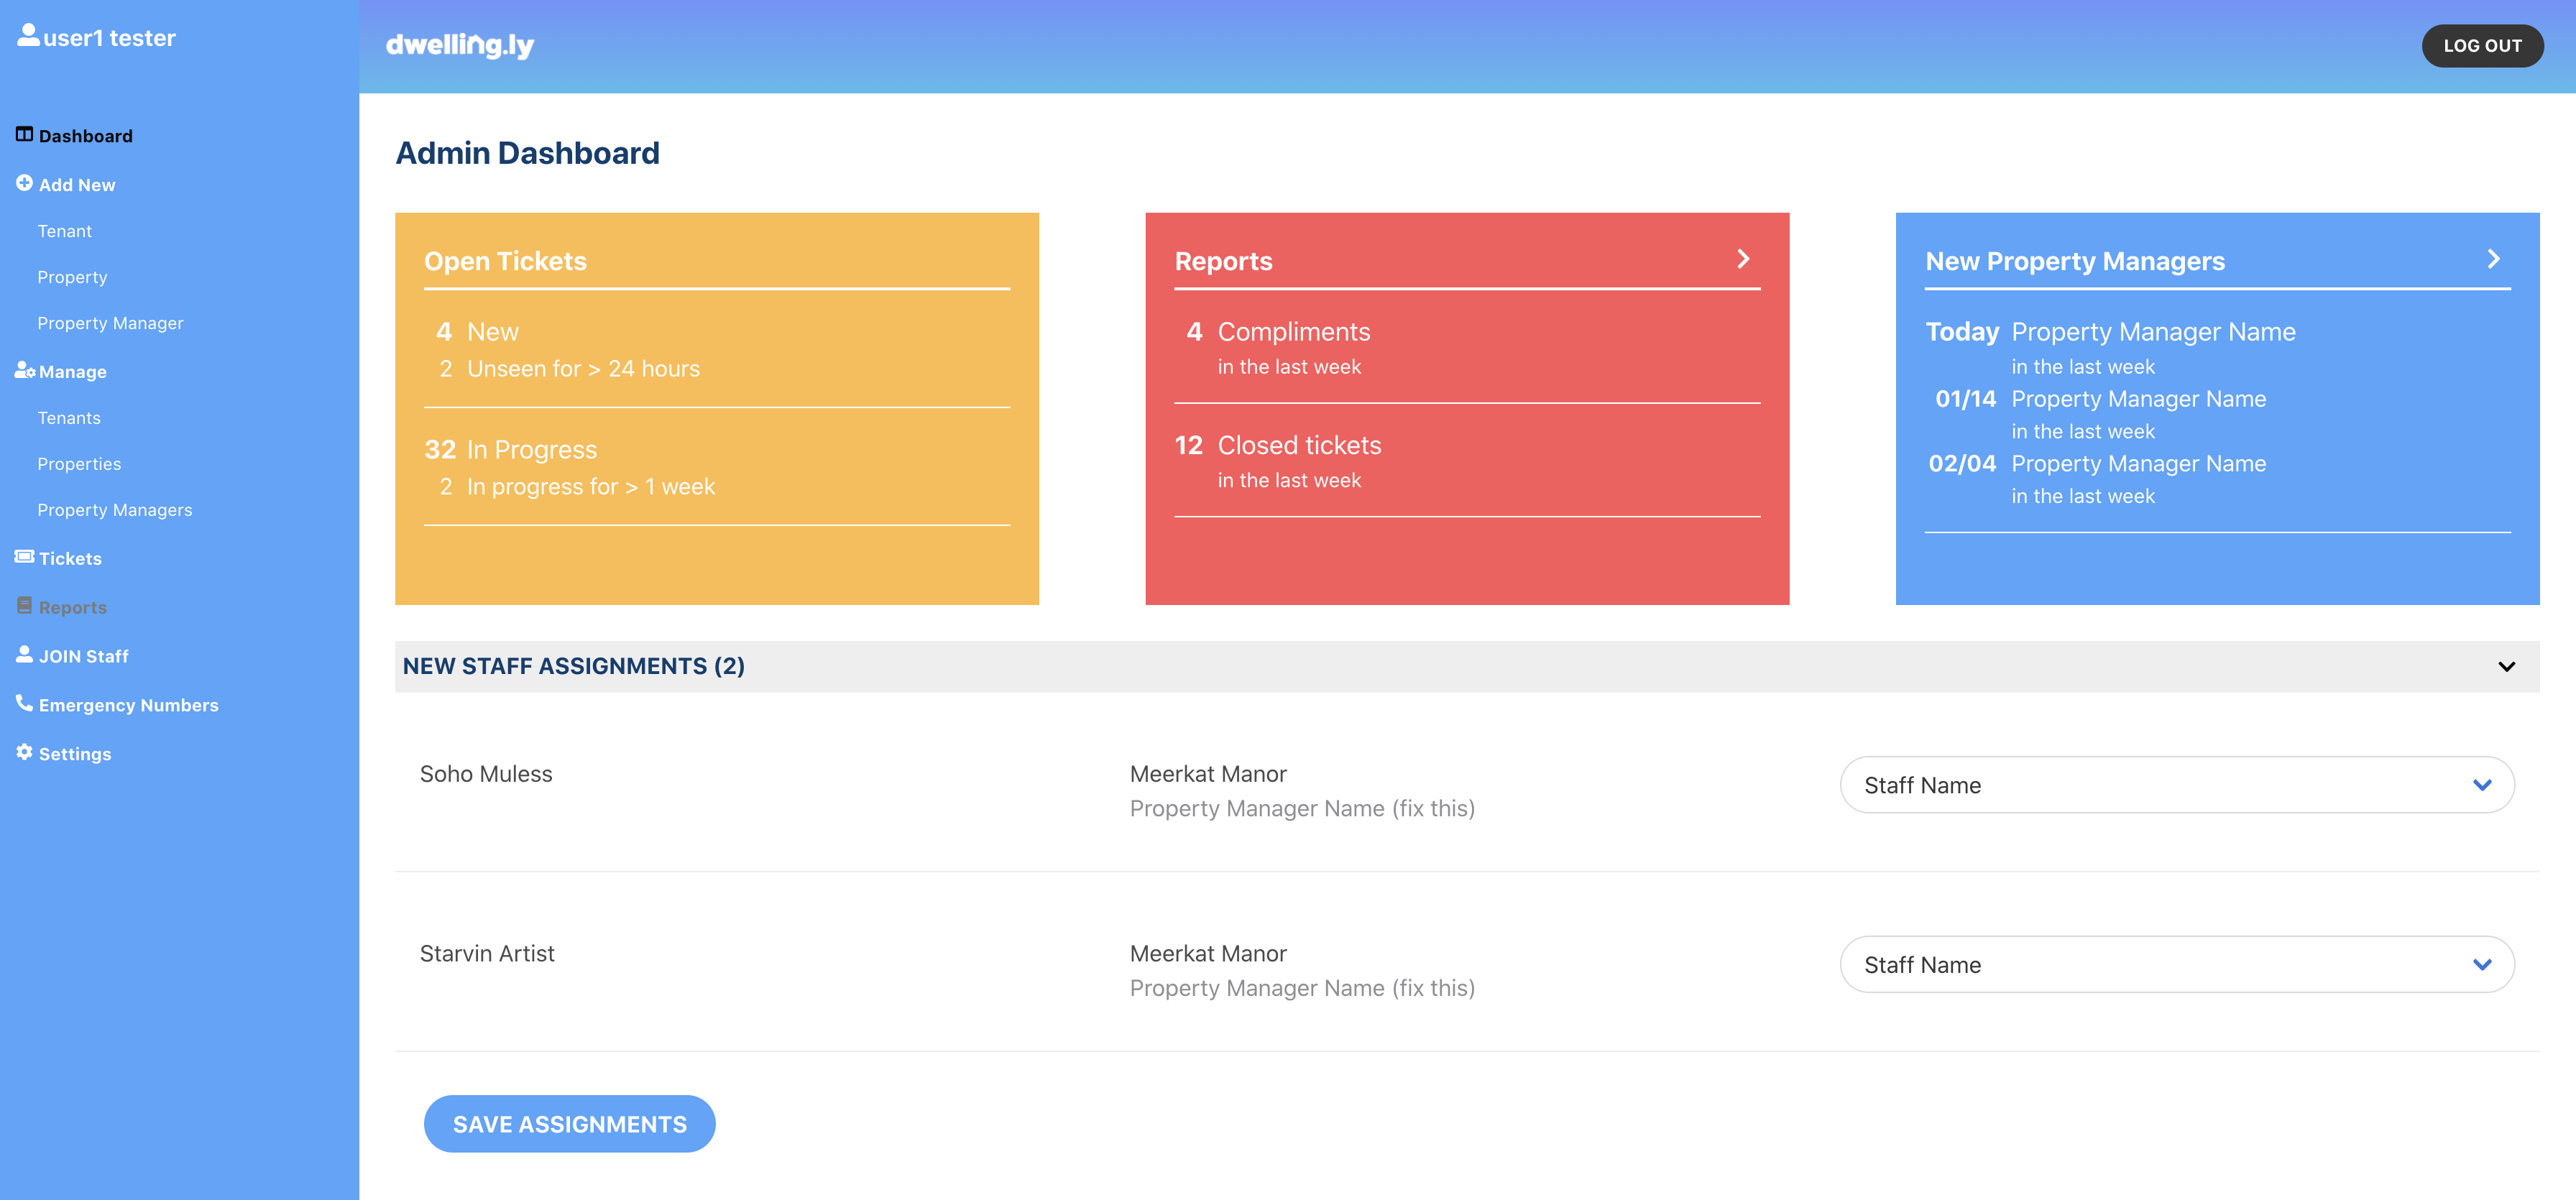 user1 tester
dwelling.ly
LOG OUT
Dashboard
Add New
Tenant
Property
Property Manager
Manage
Tenants
Properties
Property Managers
Tickets
Reports
JOIN Staff
Emergency Numbers
Settings
Admin Dashboard
Open Tickets
4 New
2 Unseen for > 24 hours
32 In Progress
2 In progress for > 1 week
Reports
4 Compliments
in the last week
12 Closed tickets
in the last week
New Property Managers
Today Property Manager Name
in the last week
01/14 Property Manager Name
in the last week
02/04 Property Manager Name
in the last week
NEW STAFF ASSIGNMENTS (2)
Soho Muless
Meerkat Manor
Property Manager Name (fix this)
Staff Name
Starvin Artist
Meerkat Manor
Property Manager Name (fix this)
Staff Name
SAVE ASSIGNMENTS